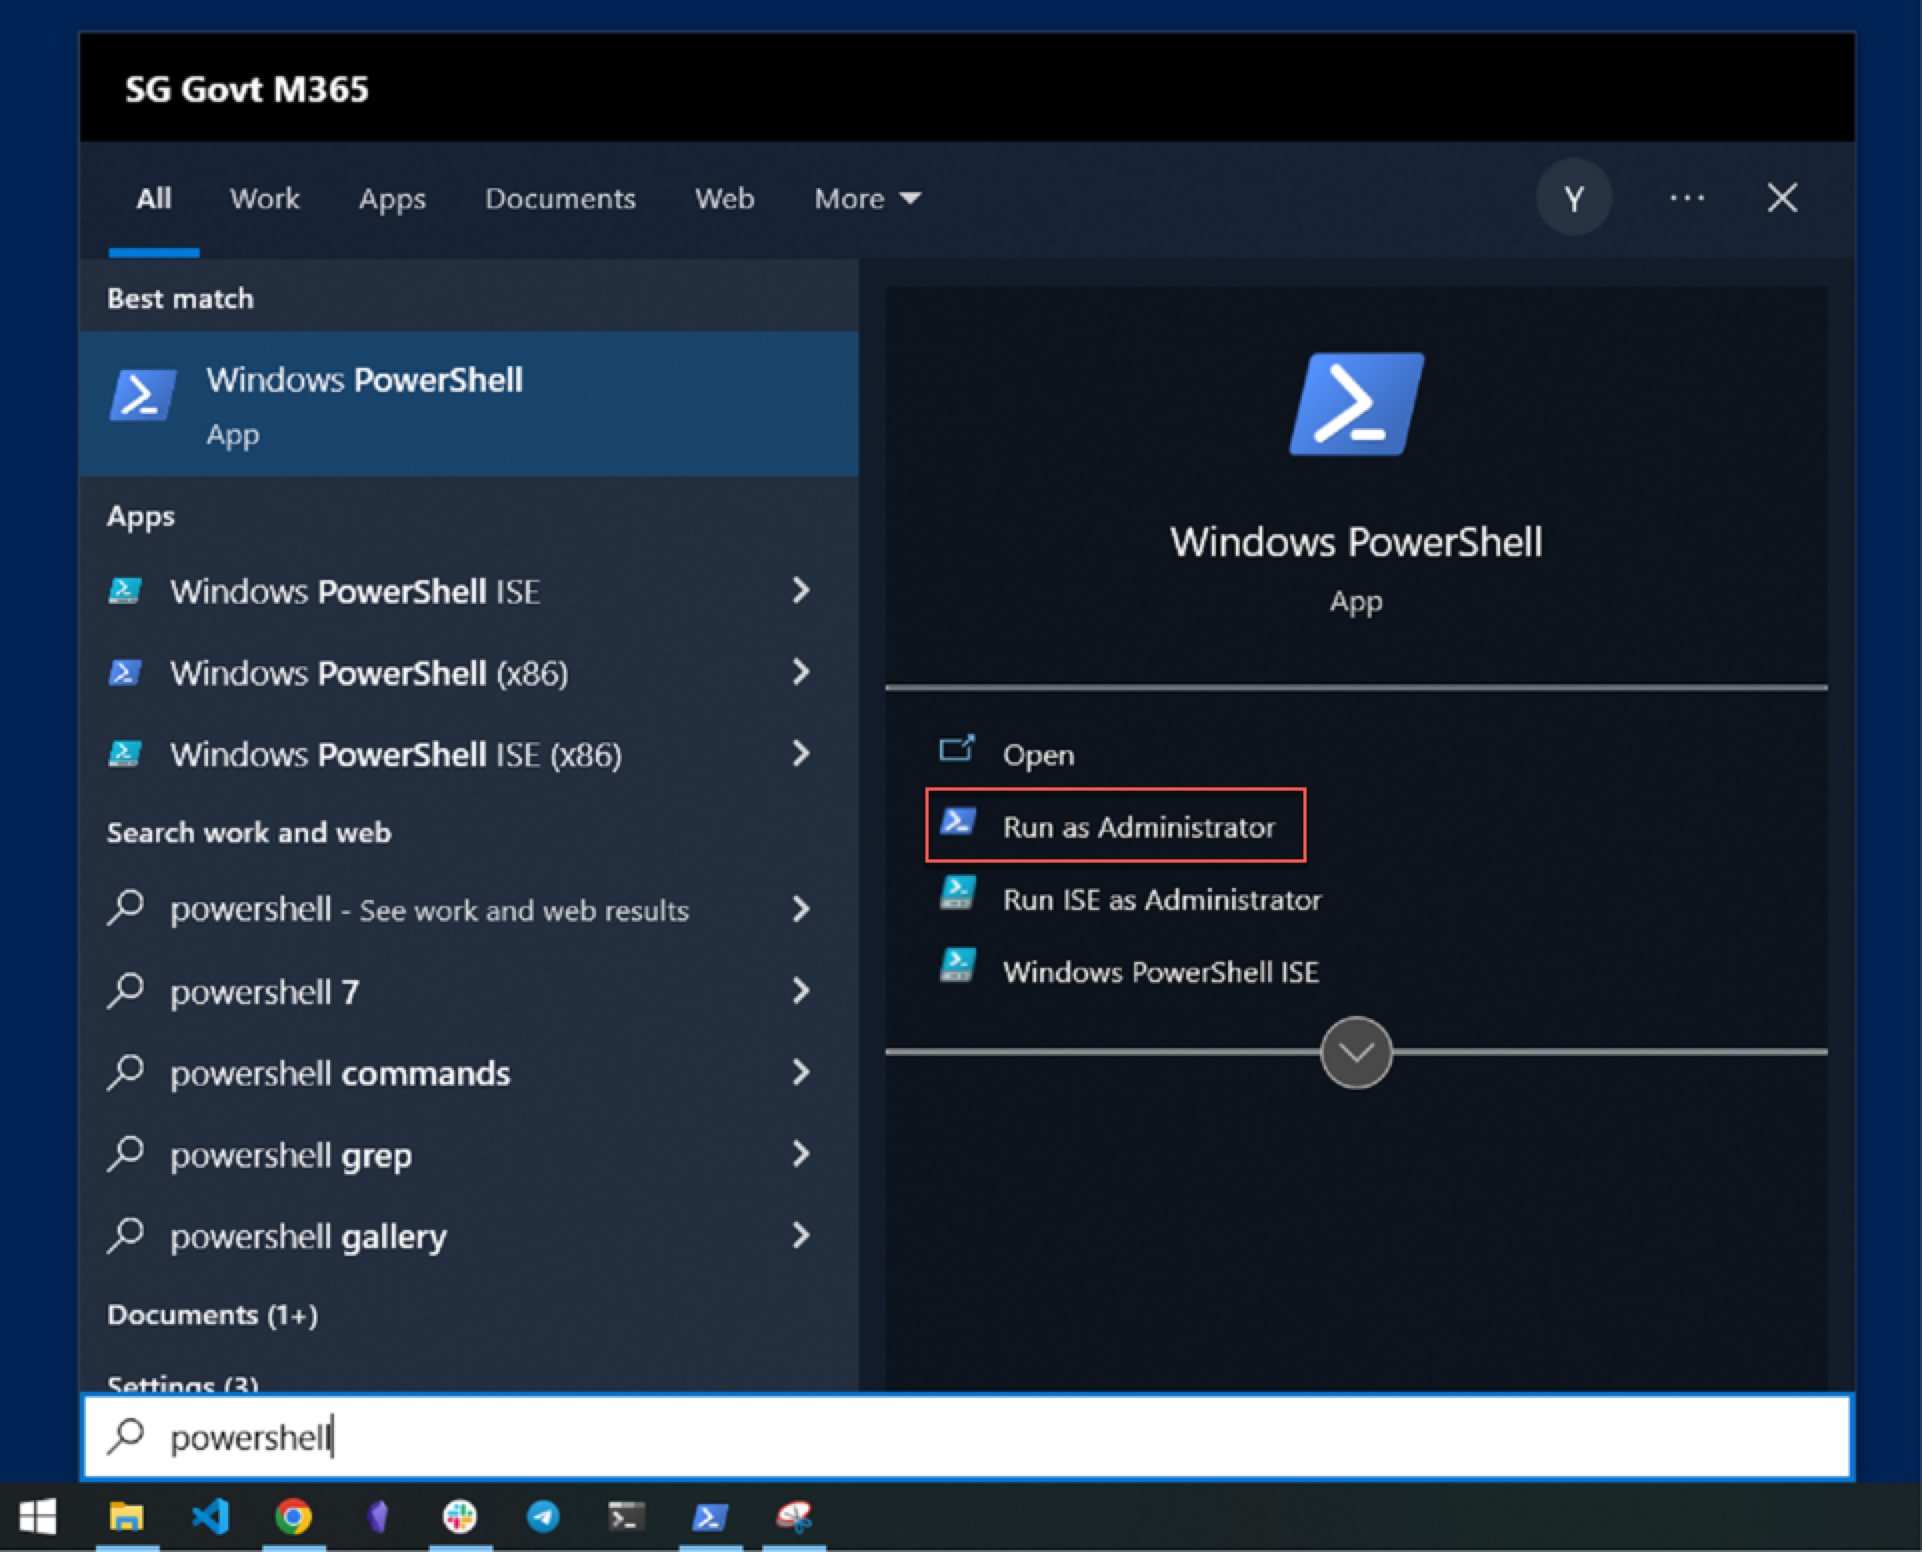 SG Govt M365
All Work Apps Documents Web More Y
Best match
Windows PowerShell
App
Apps
Windows PowerShell ISE
Windows PowerShell (x86)
Windows PowerShell ISE (x86)
Search work and web
powershell - See work and web results
powershell 7
powershell commands
powershell grep
powershell gallery
Documents (1+)
Settings (3)
powershell
Windows PowerShell
App
Open
Run as Administrator
Run ISE as Administrator
Windows PowerShell ISE